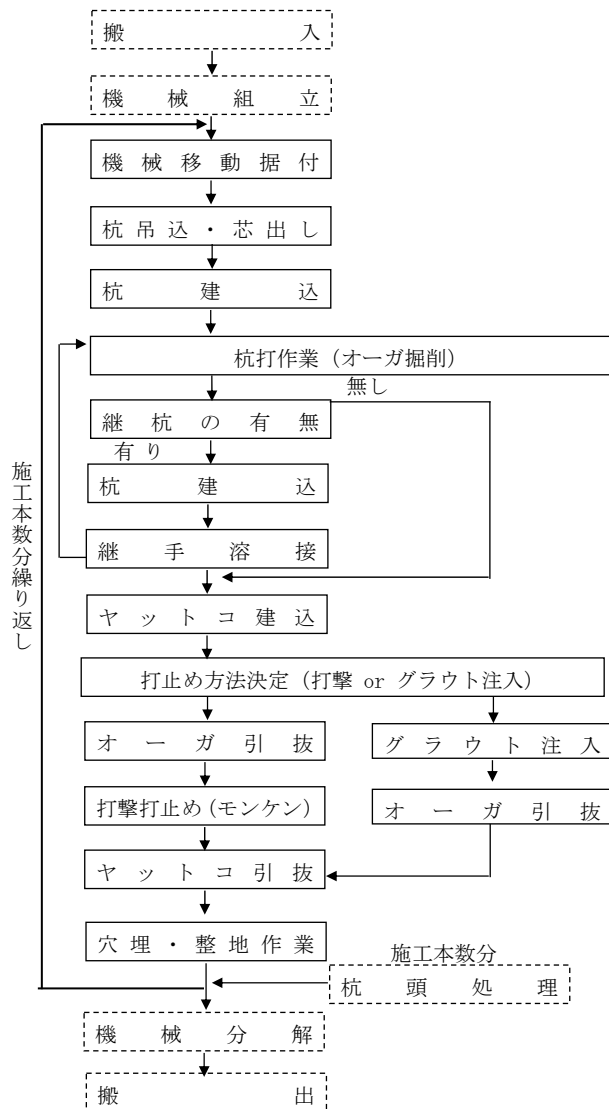 搬入
機械組立
機械移動据付
杭吊込・芯出し
杭建込
杭打作業(オーガ掘削)
無し
継杭の有無
有り
杭建込
継手溶接
施工本数分繰り返し
ヤットコ建込
打止め方法決定(打撃 or グラウト注入)
オーガ引抜
グラウト注入
打撃打止め(モンケン)
オーガ引抜
ヤットコ引抜
穴埋・整地作業
施工本数分
杭頭処理
機械分解
搬出